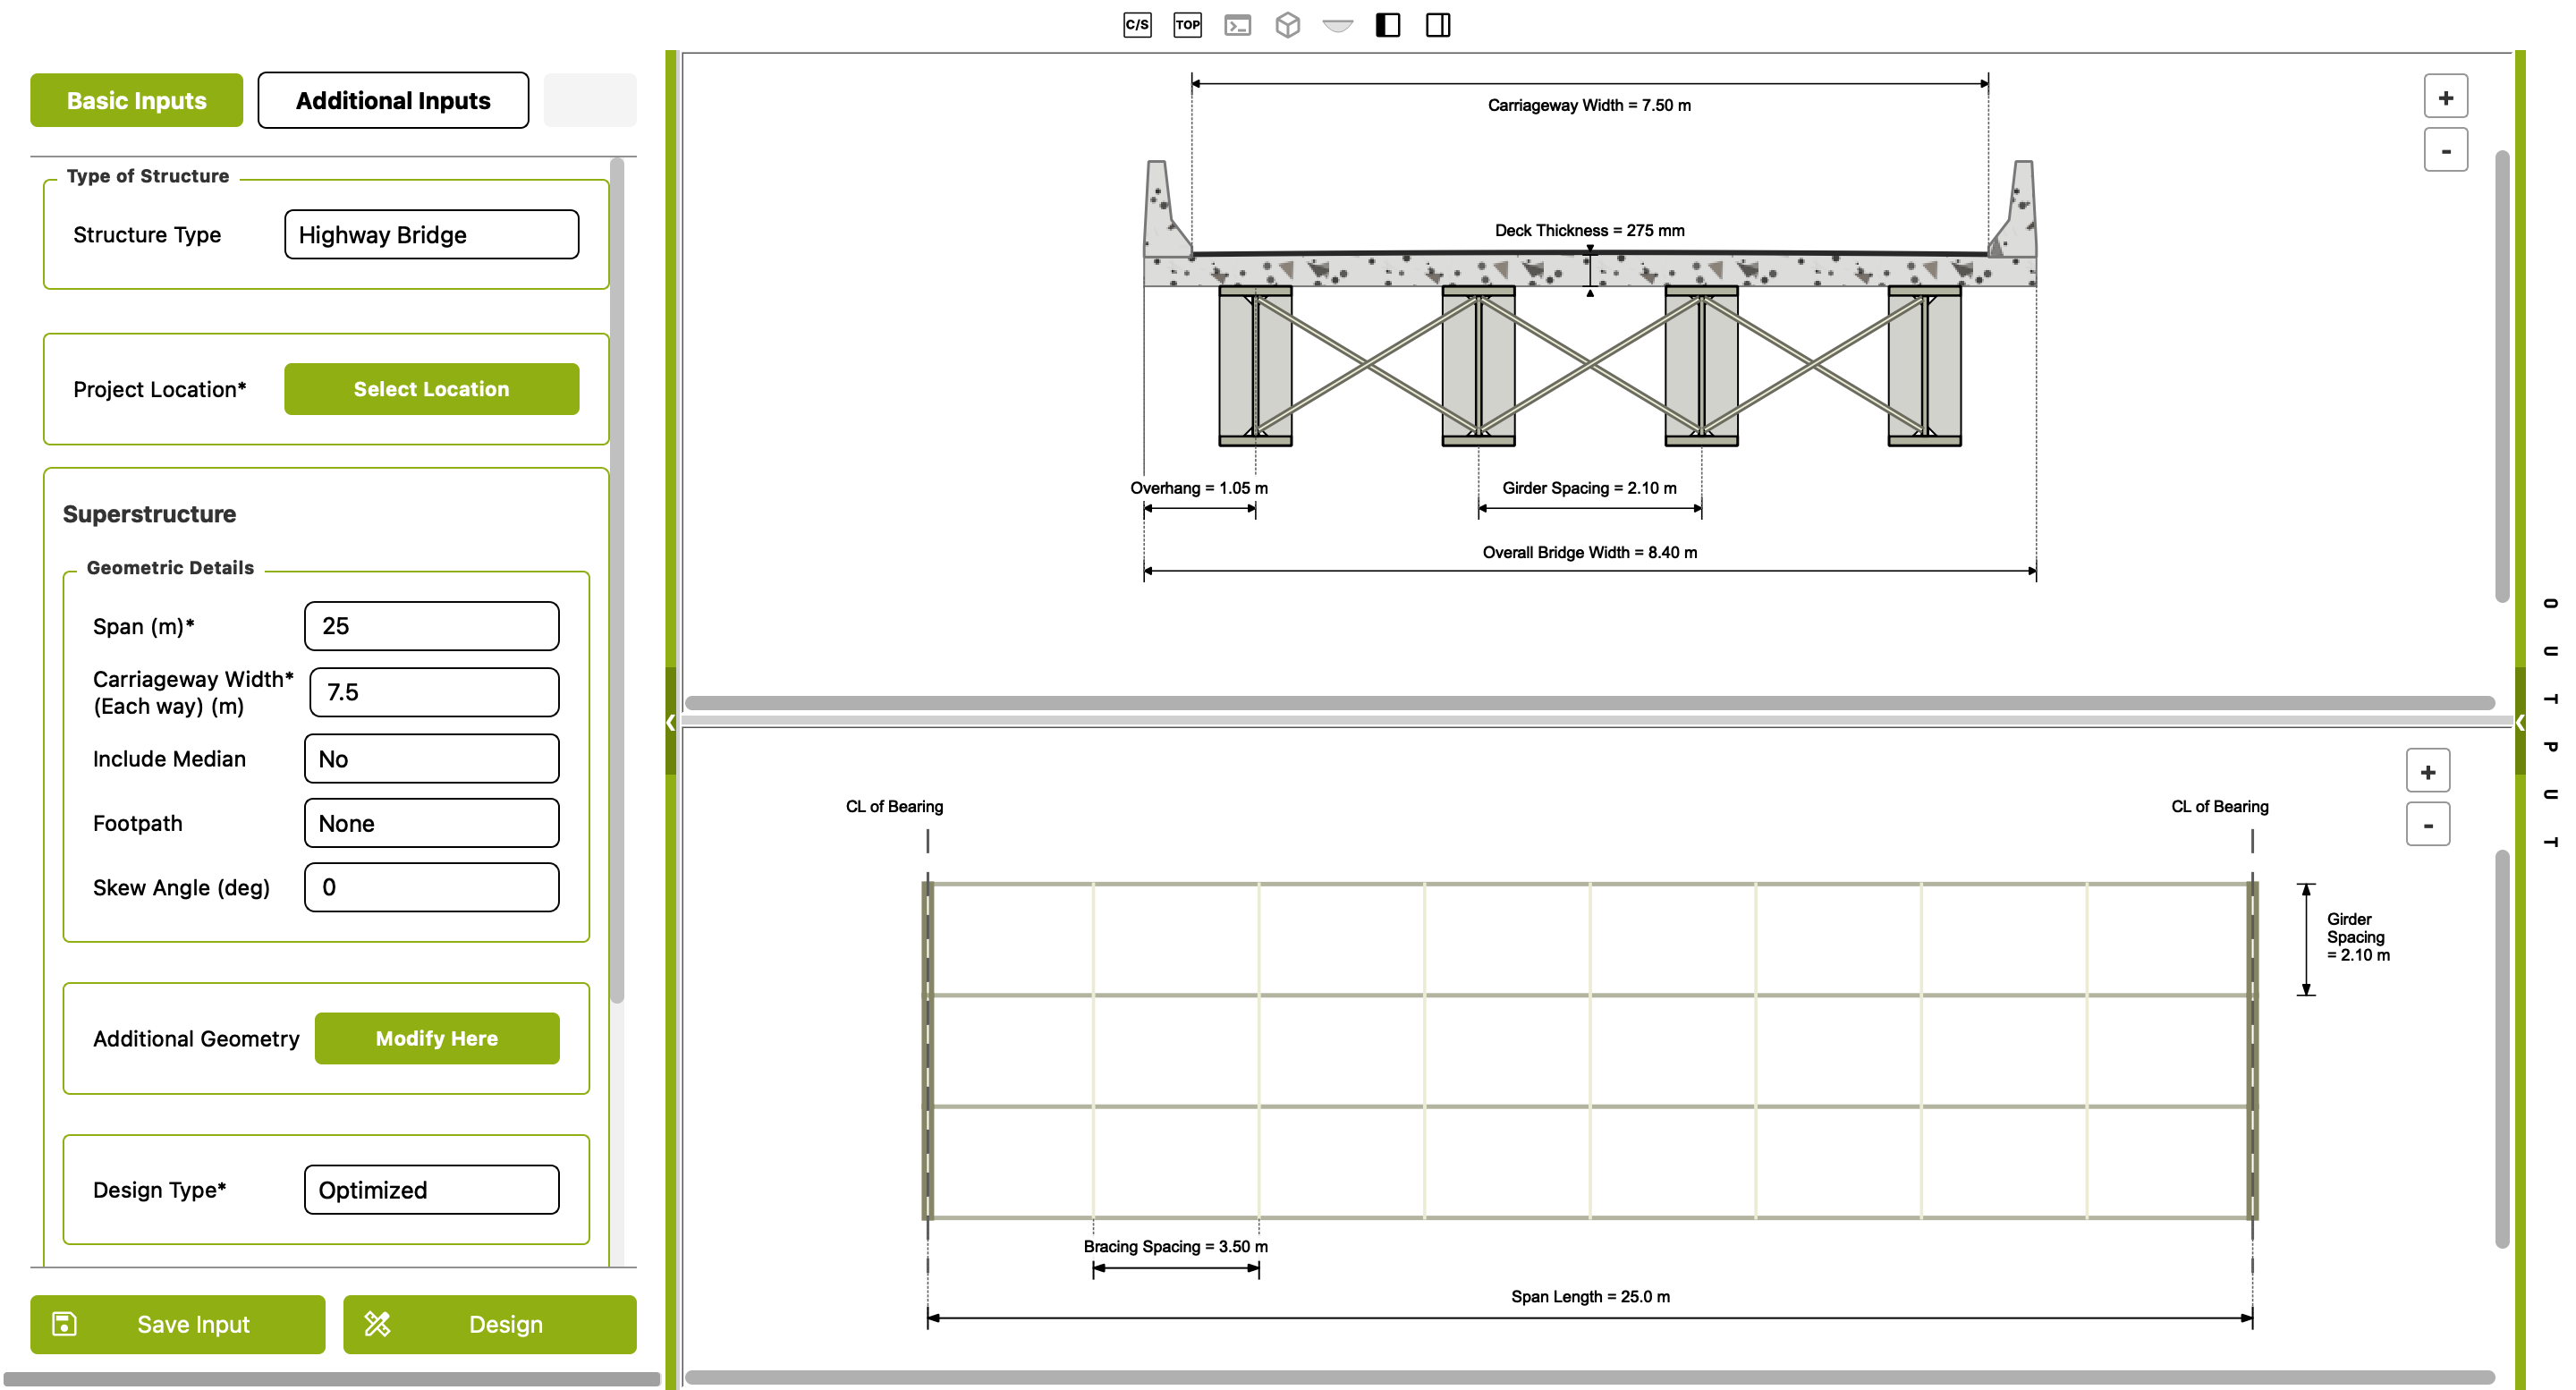 C/S
TOP
Basic Inputs
Additional Inputs
Type of Structure
Structure Type
Highway Bridge
Project Location*
Select Location
Superstructure
Geometric Details
Span (m)*
25
Carriageway Width*
(Each way) (m)
7.5
Include Median
No
Footpath
None
Skew Angle (deg)
0
Additional Geometry
Modify Here
Design Type*
Optimized
Save Input
Design
Carriageway Width = 7.50 m
Deck Thickness = 275 mm
Overhang = 1.05 m
Girder Spacing = 2.10 m
Overall Bridge Width = 8.40 m
+
-
CL of Bearing
CL of Bearing
+
-
Girder
Spacing
= 2.10 m
Bracing Spacing = 3.50 m
Span Length = 25.0 m
OUTPUT